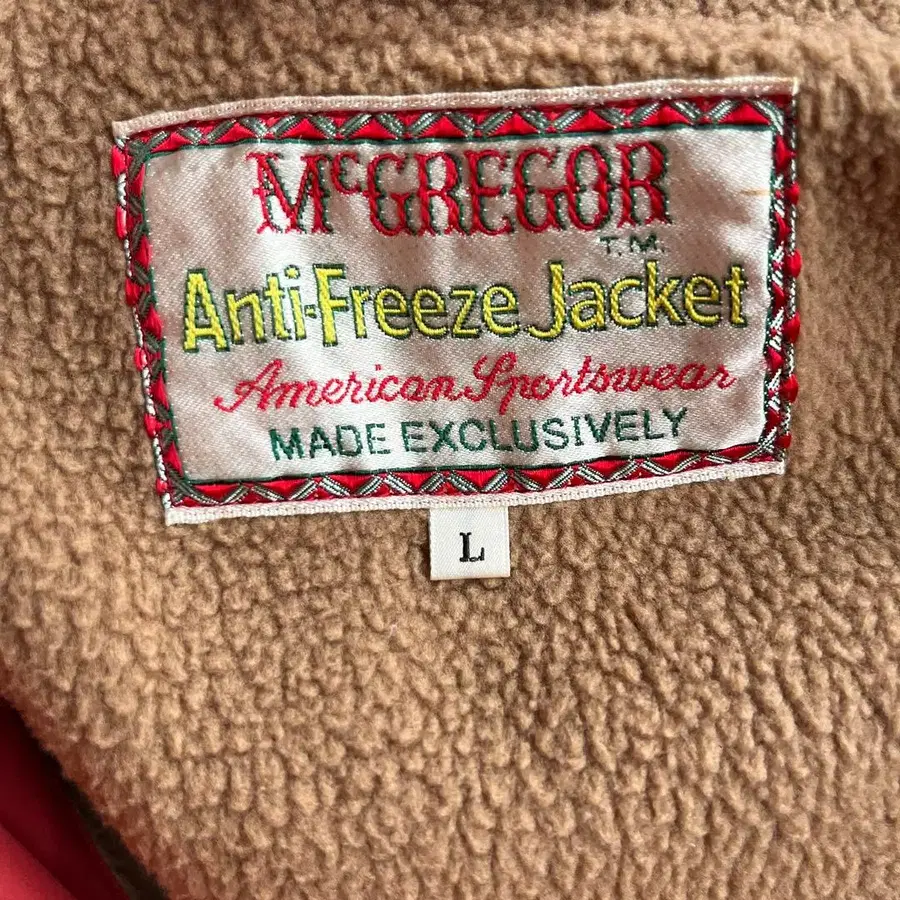 McGREGOR
T.M.
Anti-Freeze Jacket
American Sportswear
MADE EXCLUSIVELY
L